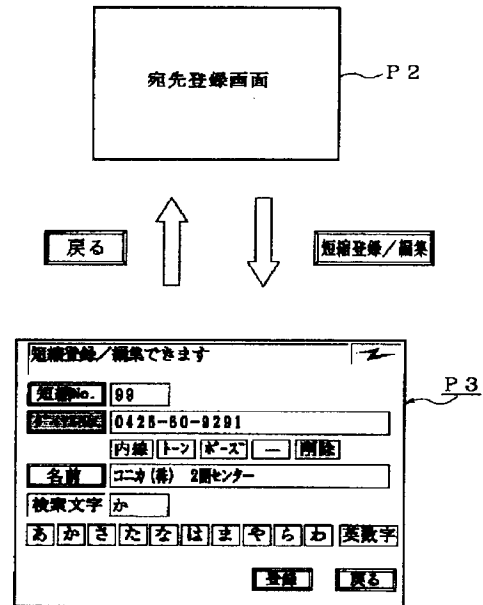 宛先登録画面
P2
戻る
短縮登録/編集
短縮登録/編集できます
P3
短縮No. 99
0425-60-9291
内線 トーン ポーズ ー 削除
名前 コニカ(株) 2開センター
検索文字 か
あ か さ た な は ま や ら わ 英数字
登録 戻る